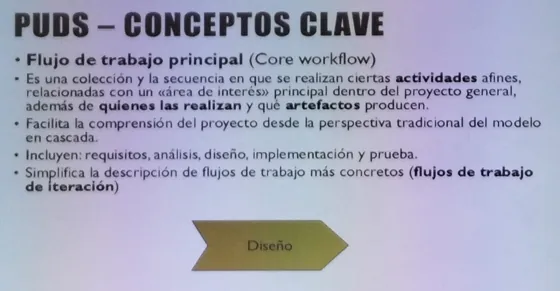 PUDS – CONCEPTOS CLAVE
• Flujo de trabajo principal (Core workflow)
• Es una colección y la secuencia en que se realizan ciertas actividades afines,
relacionadas con un «área de interés» principal dentro del proyecto general,
además de quienes las realizan y qué artefactos producen.
• Facilita la comprensión del proyecto desde la perspectiva tradicional del modelo
en cascada.
• Incluyen: requisitos, análisis, diseño, implementación y prueba.
• Simplifica la descripción de flujos de trabajo más concretos (flujos de trabajo
de iteración)
Diseño